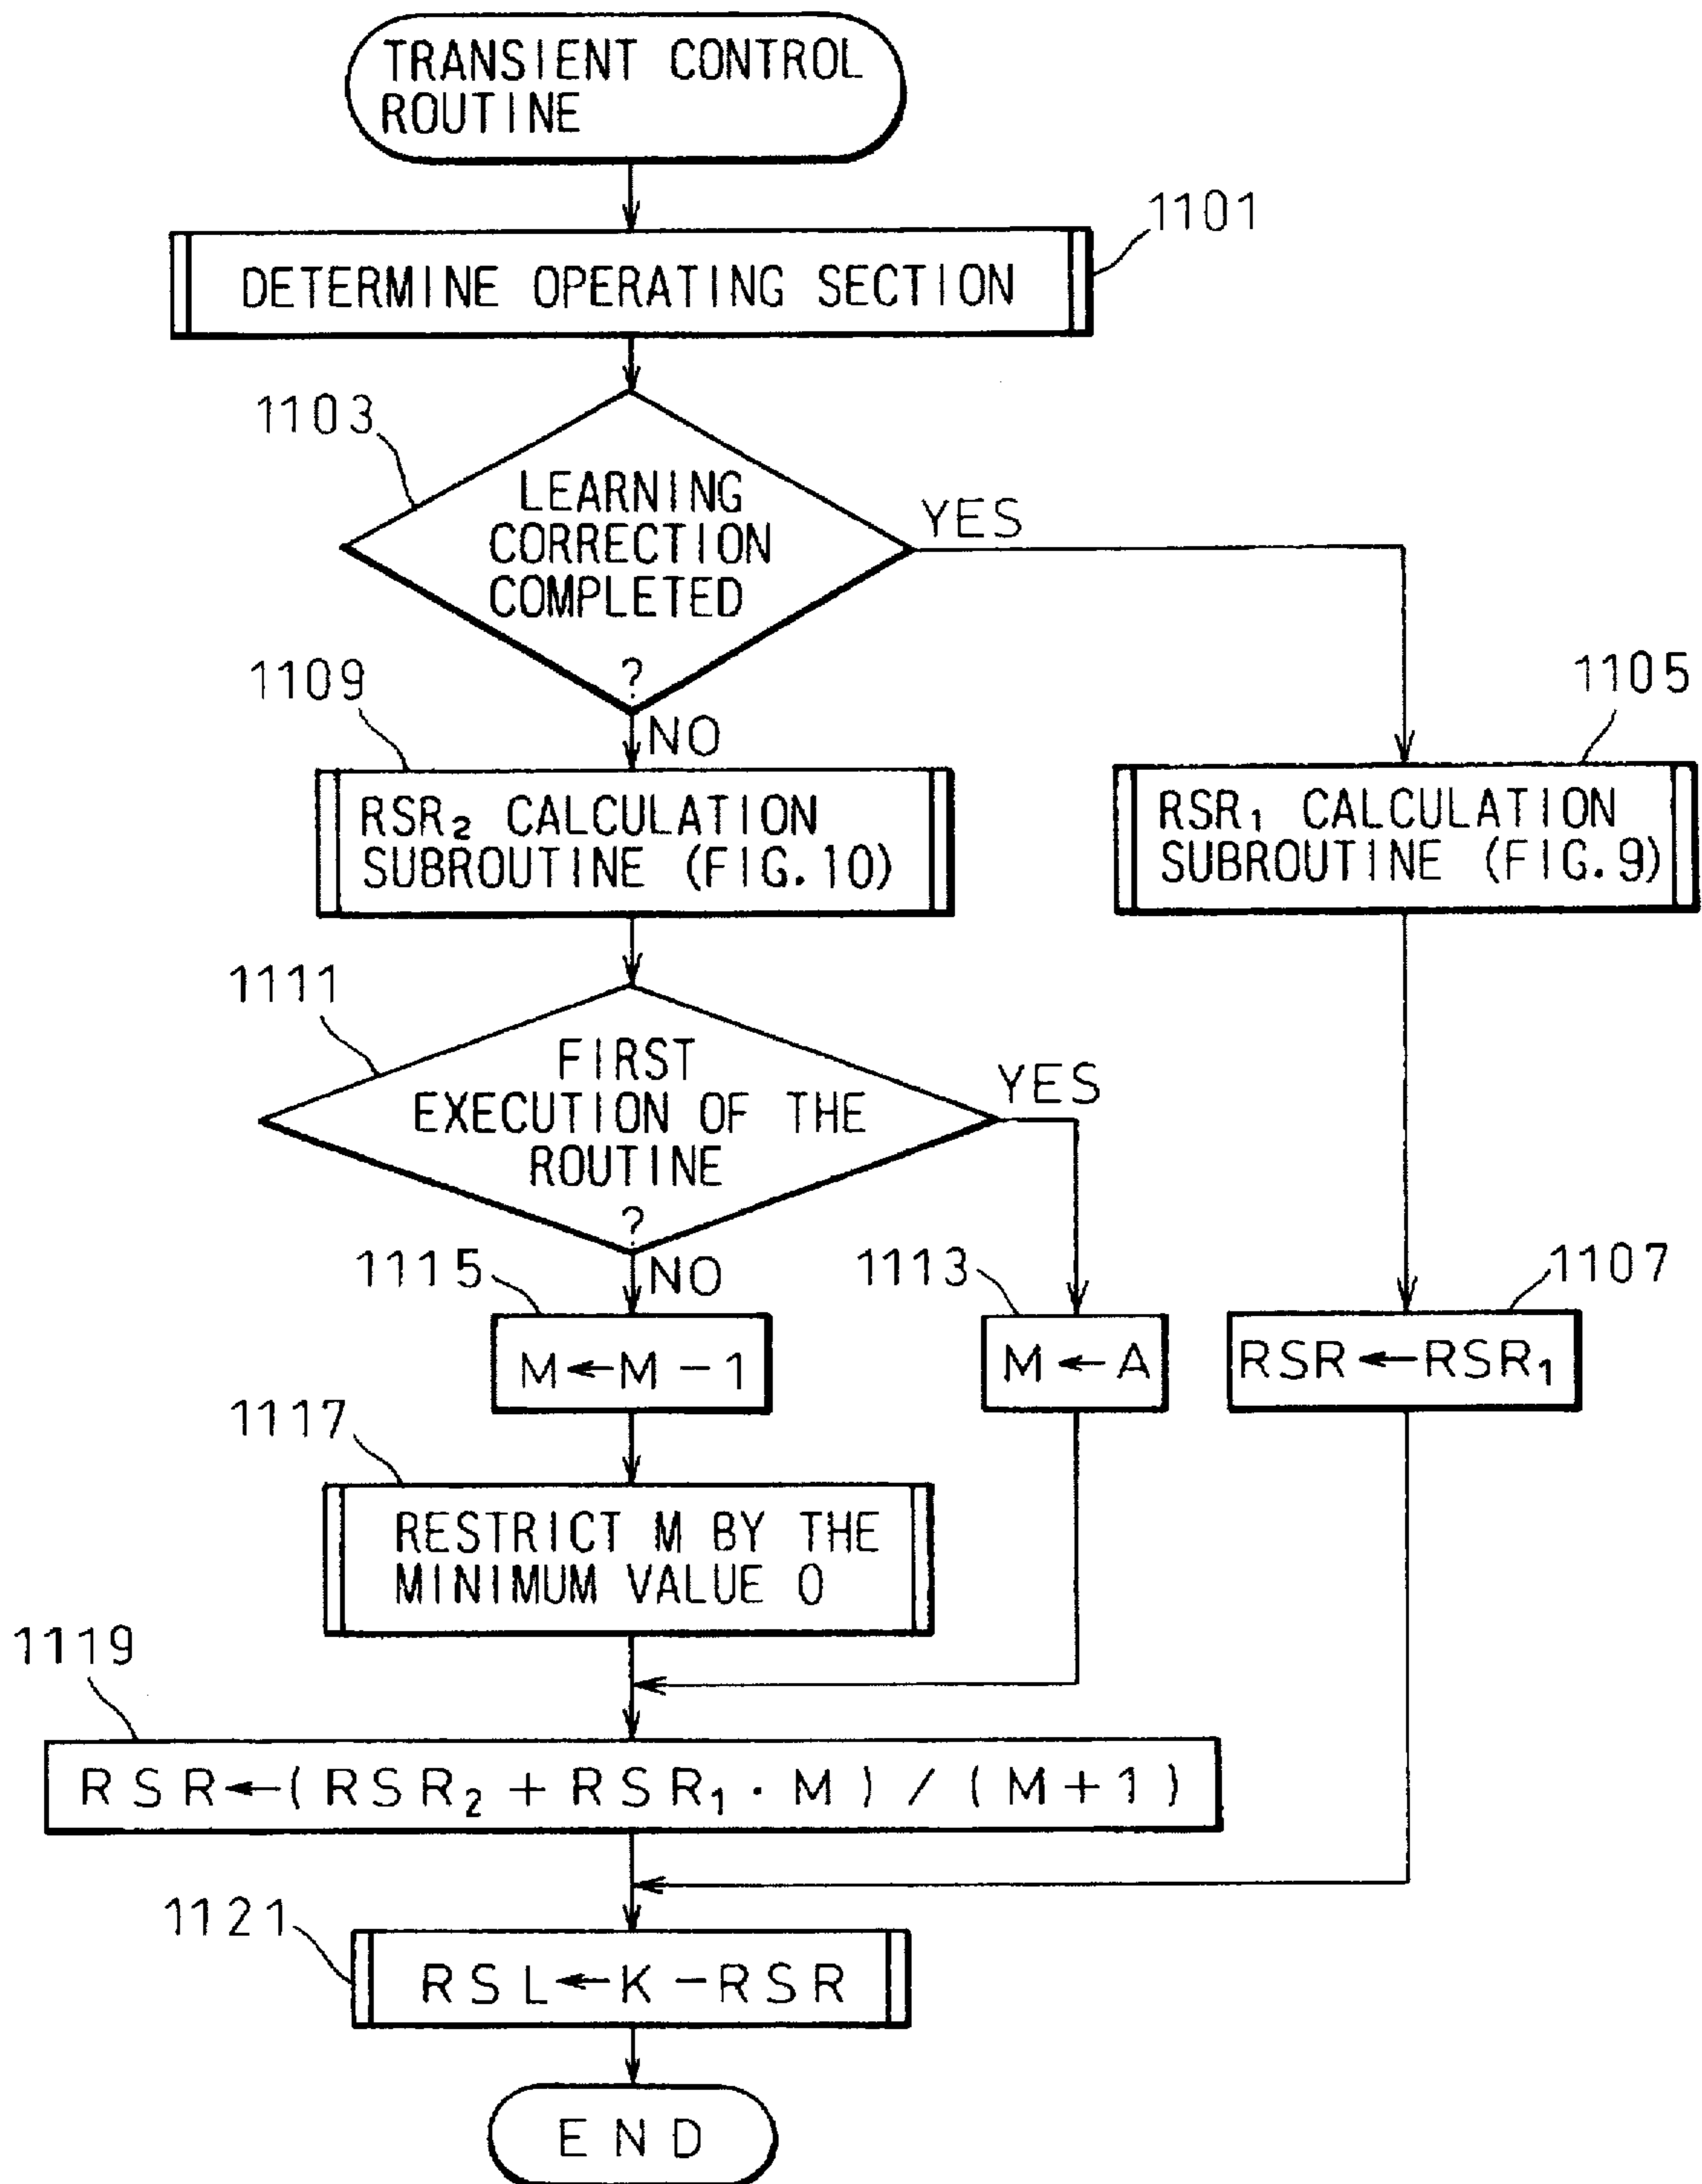 TRANSIENT CONTROL
ROUTINE
1101
DETERMINE OPERATING SECTION
1103
LEARNING
CORRECTION
COMPLETED
?
YES
NO
1109
RSR₂ CALCULATION
SUBROUTINE (FIG.10)
1105
RSR₁ CALCULATION
SUBROUTINE (FIG.9)
1111
FIRST
EXECUTION OF THE
ROUTINE
?
YES
NO
1115
M←M-1
1113
M←A
1107
RSR←RSR₁
1117
RESTRICT M BY THE
MINIMUM VALUE 0
1119
RSR←(RSR₂+RSR₁·M)/(M+1)
1121
RSL←K-RSR
END